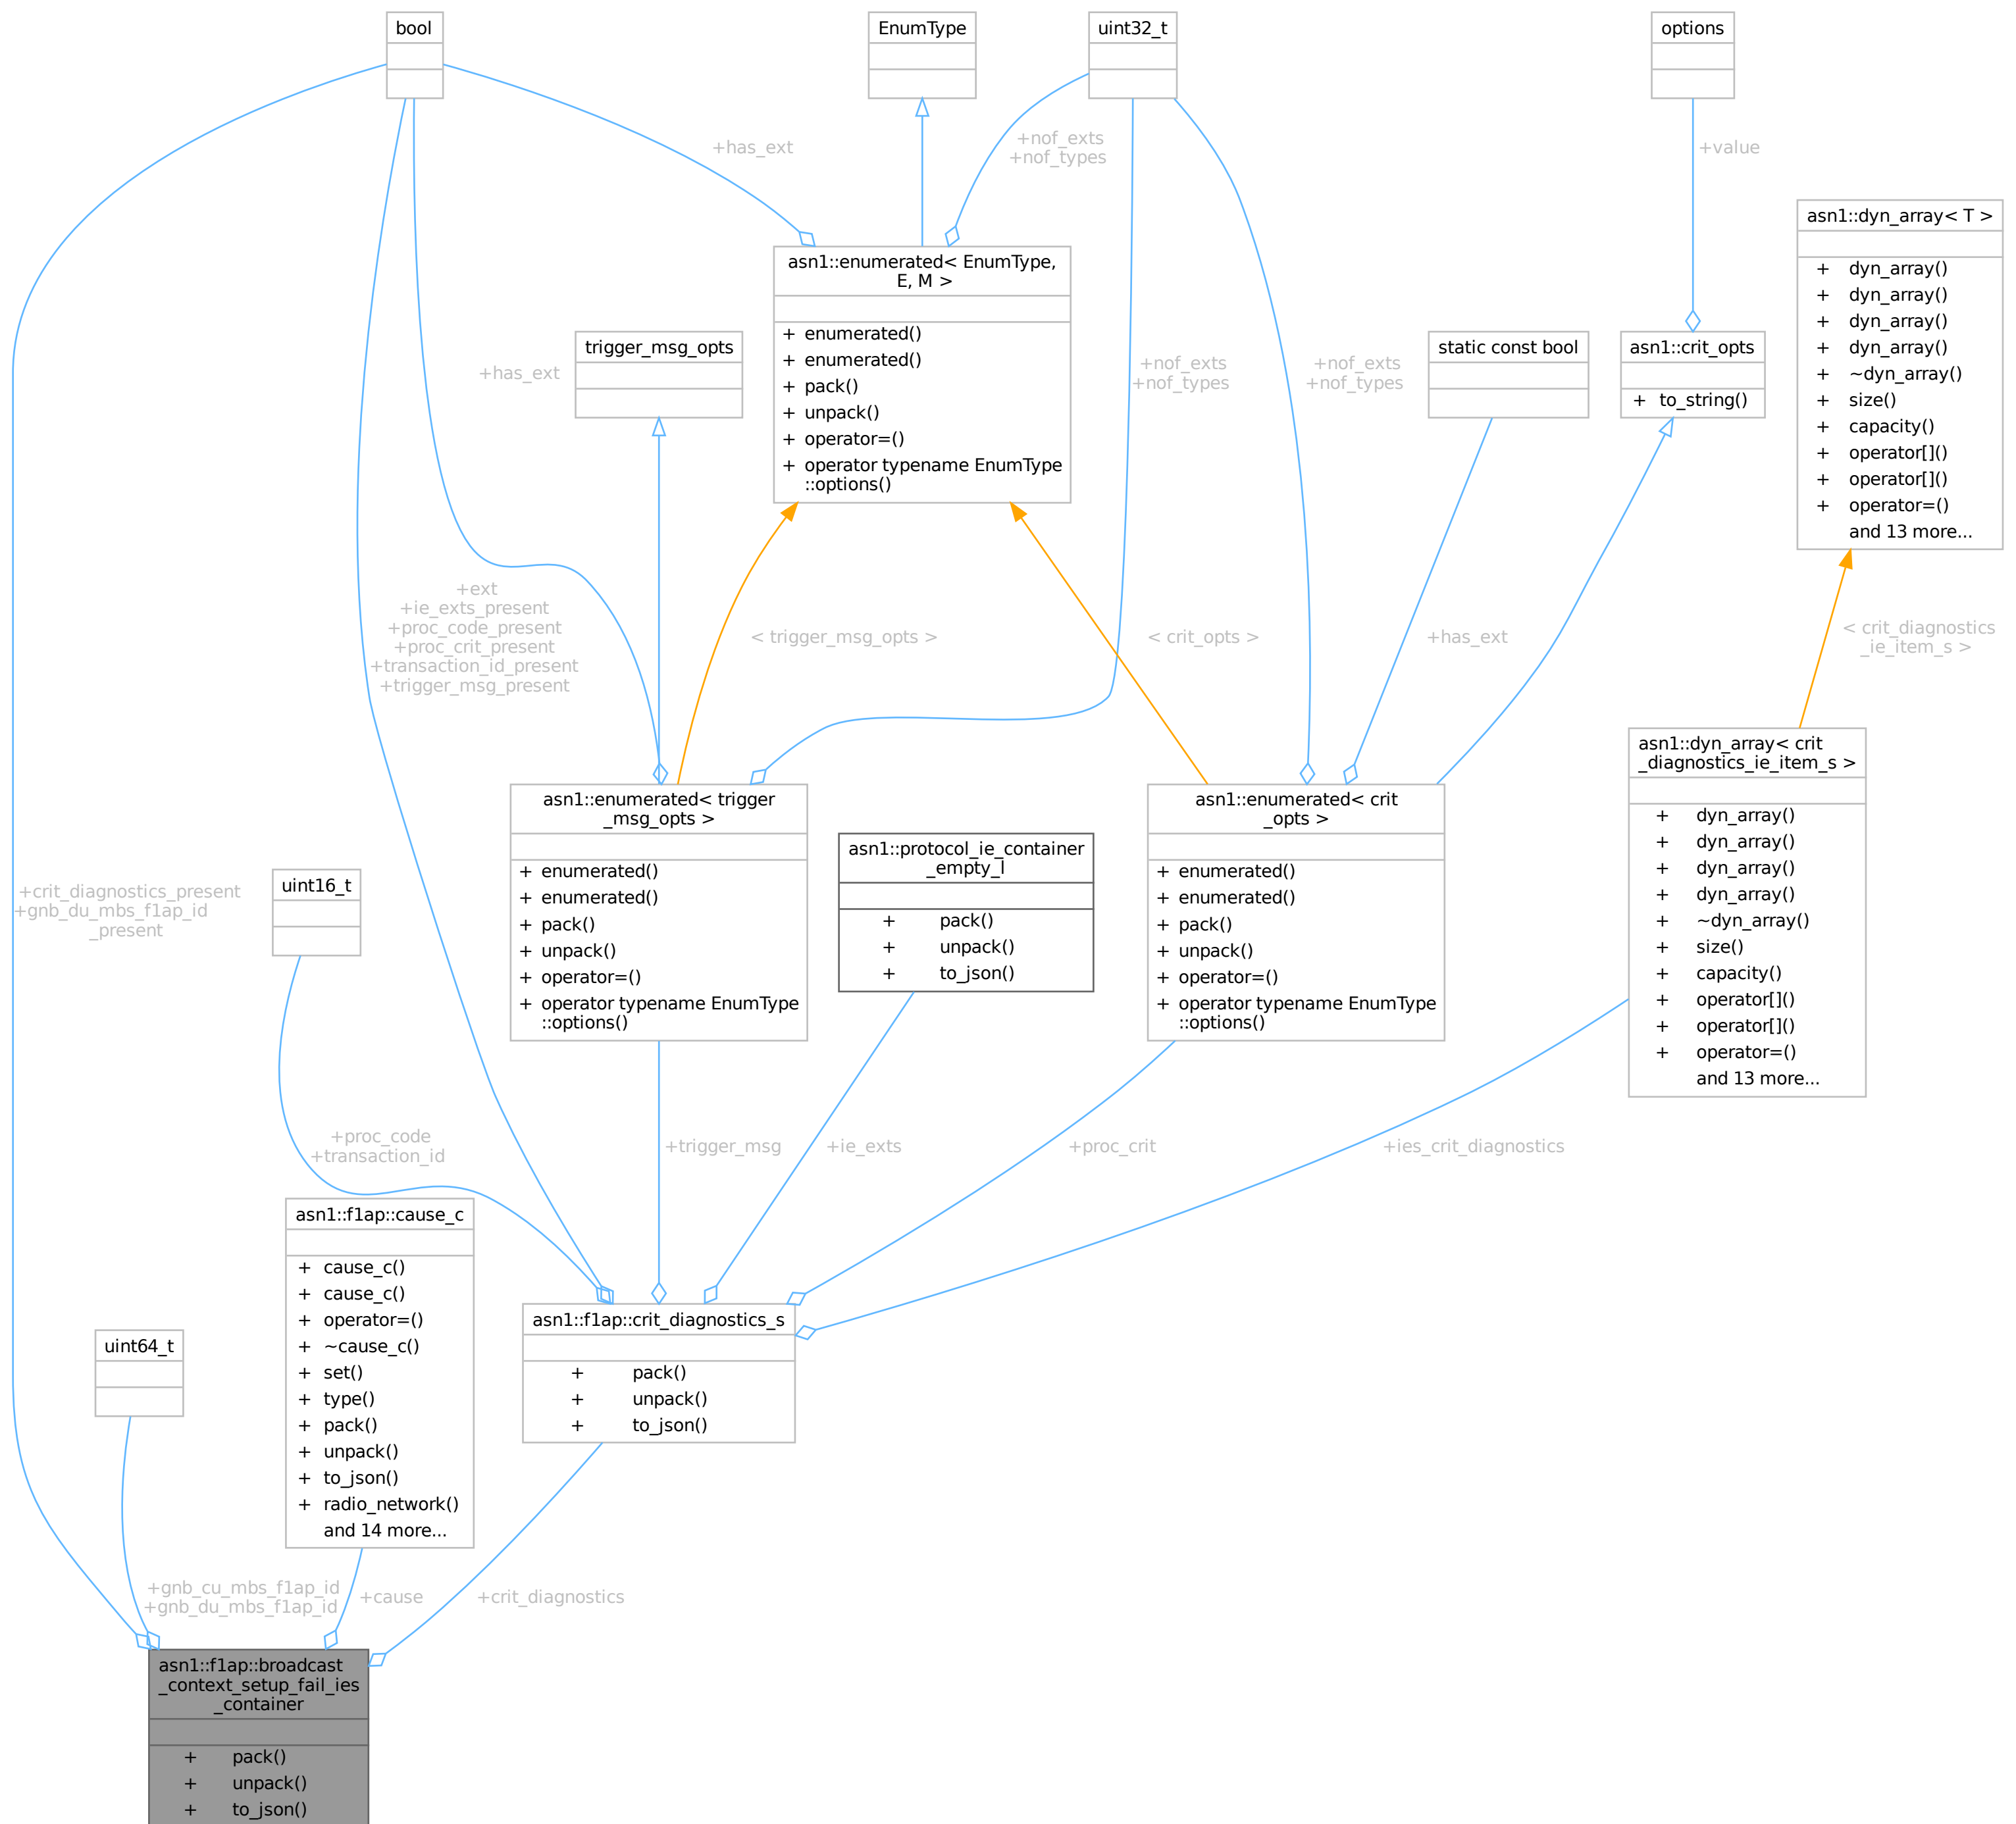 bool
EnumType
uint32_t
options
+has_ext
+nof_exts
+nof_types
+value
asn1::dyn_array< T >
+ dyn_array()
+ dyn_array()
+ dyn_array()
+ dyn_array()
+ ~dyn_array()
+ size()
+ capacity()
+ operator[]()
+ operator[]()
+ operator=()
and 13 more...
asn1::enumerated< EnumType,
E, M >
+ enumerated()
+ enumerated()
+ pack()
+ unpack()
+ operator=()
+ operator typename EnumType
::options()
trigger_msg_opts
static const bool
asn1::crit_opts
+ to_string()
+has_ext
+nof_exts
+nof_types
+nof_exts
+nof_types
+ext
+ie_exts_present
+proc_code_present
+proc_crit_present
+transaction_id_present
+trigger_msg_present
< trigger_msg_opts >
< crit_opts >
+has_ext
< crit_diagnostics
_ie_item_s >
asn1::dyn_array< crit
_diagnostics_ie_item_s >
+ dyn_array()
+ dyn_array()
+ dyn_array()
+ dyn_array()
+ ~dyn_array()
+ size()
+ capacity()
+ operator[]()
+ operator[]()
+ operator=()
and 13 more...
asn1::enumerated< trigger
_msg_opts >
+ enumerated()
+ enumerated()
+ pack()
+ unpack()
+ operator=()
+ operator typename EnumType
::options()
asn1::protocol_ie_container
_empty_l
+ pack()
+ unpack()
+ to_json()
asn1::enumerated< crit
_opts >
+ enumerated()
+ enumerated()
+ pack()
+ unpack()
+ operator=()
+ operator typename EnumType
::options()
+crit_diagnostics_present
+gnb_du_mbs_f1ap_id
_present
uint16_t
+proc_code
+transaction_id
+trigger_msg
+ie_exts
+proc_crit
+ies_crit_diagnostics
asn1::f1ap::cause_c
+ cause_c()
+ cause_c()
+ operator=()
+ ~cause_c()
+ set()
+ type()
+ pack()
+ unpack()
+ to_json()
+ radio_network()
and 14 more...
asn1::f1ap::crit_diagnostics_s
+ pack()
+ unpack()
+ to_json()
uint64_t
+gnb_cu_mbs_f1ap_id
+gnb_du_mbs_f1ap_id
+cause
+crit_diagnostics
asn1::f1ap::broadcast
_context_setup_fail_ies
_container
+ pack()
+ unpack()
+ to_json()